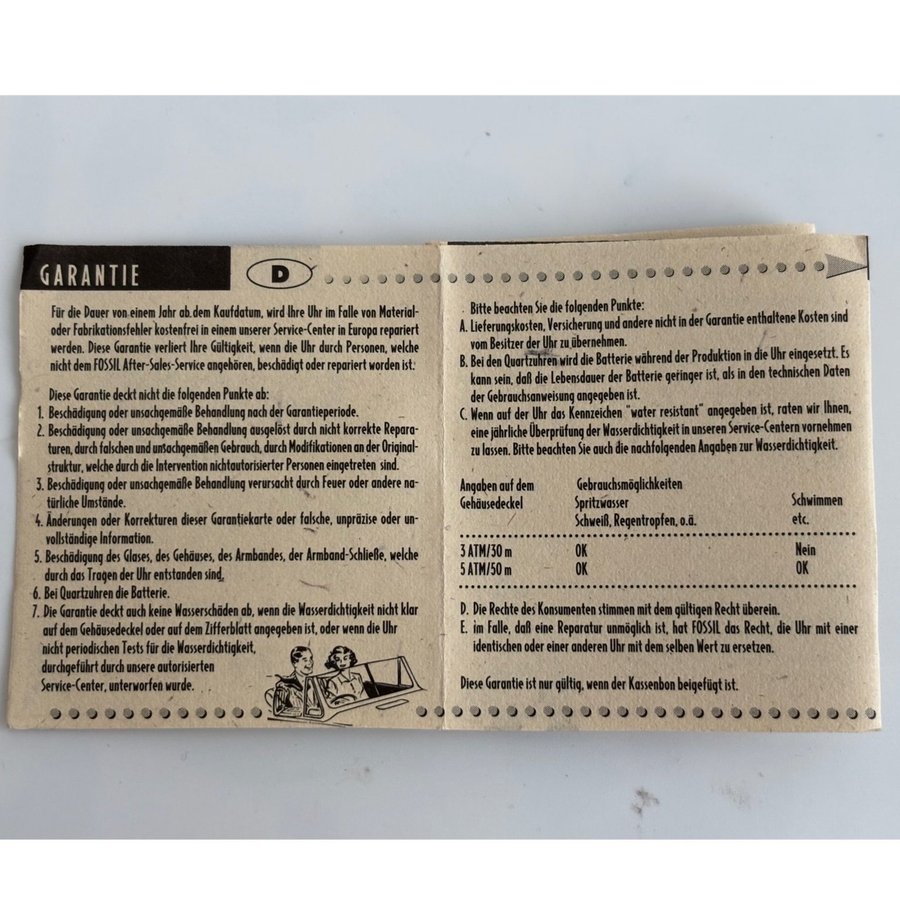 GARANTIE
D
Für die Dauer von einem Jahr ab dem Kaufdatum, wird Ihre Uhr im Falle von Material-
oder Fabrikationsfehler kostenfrei in einem unserer Service-Center in Europa repariert
werden. Diese Garantie verliert Ihre Gültigkeit, wenn die Uhr durch Personen, welche
nicht dem FOSSIL After-Sales-Service angehören, beschädigt oder repariert worden ist.
Diese Garantie deckt nicht die folgenden Punkte ab:
1. Beschädigung oder unsachgemäße Behandlung nach der Garantieperiode.
2. Beschädigung oder unsachgemäße Behandlung ausgelöst durch nicht korrekte Repara-
turen, durch falschen und unsachgemäßen Gebrauch, durch Modifikationen an der Original-
struktur, welche durch die Intervention nichtautorisierter Personen eingetreten sind.
3. Beschädigung oder unsachgemäße Behandlung verursacht durch Feuer oder andere na-
türliche Umstände.
4. Änderungen oder Korrekturen dieser Garantiekarte oder falsche, unpräzise oder un-
vollständige Information.
5. Beschädigung des Glases, des Gehäuses, des Armbandes, der Armband-Schließe, welche
durch das Tragen der Uhr entstanden sind.
6. Bei Quartzuhren die Batterie.
7. Die Garantie deckt auch keine Wasserschäden ab, wenn die Wasserdichtigkeit nicht klar
auf dem Gehäusedeckel oder auf dem Zifferblatt angegeben ist, oder wenn die Uhr
nicht periodischen Tests für die Wasserdichtigkeit,
durchgeführt durch unsere autorisierten
Service-Center, unterworfen wurde.
Bitte beachten Sie die folgenden Punkte:
A. Lieferungskosten, Versicherung und andere nicht in der Garantie enthaltene Kosten sind
vom Besitzer der Uhr zu übernehmen.
B. Bei den Quartzuhren wird die Batterie während der Produktion in die Uhr eingesetzt. Es
kann sein, daß die Lebensdauer der Batterie geringer ist, als in den technischen Daten
der Gebrauchsanweisung angegeben ist.
C. Wenn auf der Uhr das Kennzeichen "water resistant" angegeben ist, raten wir Ihnen,
eine jährliche Überprüfung der Wasserdichtigkeit in unseren Service-Centern vornehmen
zu lassen. Bitte beachten Sie auch die nachfolgenden Angaben zur Wasserdichtigkeit.
Angaben auf dem Gebrauchsmöglichkeiten
Gehäusedeckel Spritzwasser Schwimmen
Schweiß, Regentropfen, o.ä. etc.
3 ATM/30 m OK Nein
5 ATM/50 m OK OK
D. Die Rechte des Konsumenten stimmen mit dem gültigen Recht überein.
E. im Falle, daß eine Reparatur unmöglich ist, hat FOSSIL das Recht, die Uhr mit einer
identischen oder einer anderen Uhr mit dem selben Wert zu ersetzen.
Diese Garantie ist nur gültig, wenn der Kassenbon beigefügt ist.